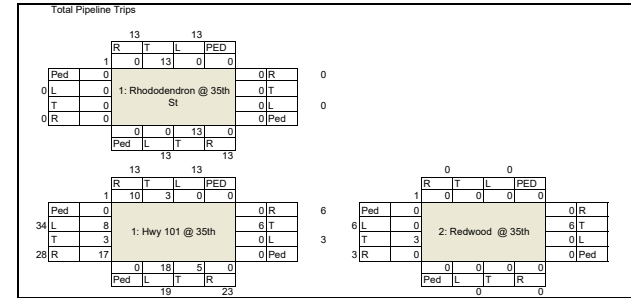 Total Pipeline Trips
13 13
R T L PED
1 0 13 0 0
Ped 0 0 R 0
0 L 0 1: Rhododendron @ 35th St 0 T
T 0 0 L 0
0 R 0 0 Ped
0 0 13 0
Ped L T R
13 13
13 13
R T L PED
1 10 3 0 0
Ped 0 0 R 6
34 L 8 1: Hwy 101 @ 35th 6 T
T 3 0 L 3
28 R 17 0 Ped
0 18 5 0
Ped L T R
19 23
0 0
R T L PED
1 0 0 0 0
Ped 0 0 R
6 L 0 2: Redwood @ 35th 6 T
T 3 0 L
3 R 0 0 Ped
0 0 0 0
Ped L T R
0 0